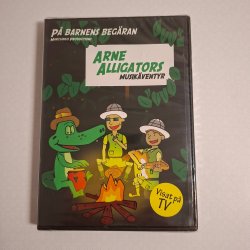 PÅ BARNENS BEGÄRAN
ARNE
ALLIGATORS
MUSIKÄVENTYR
Visat på
TV